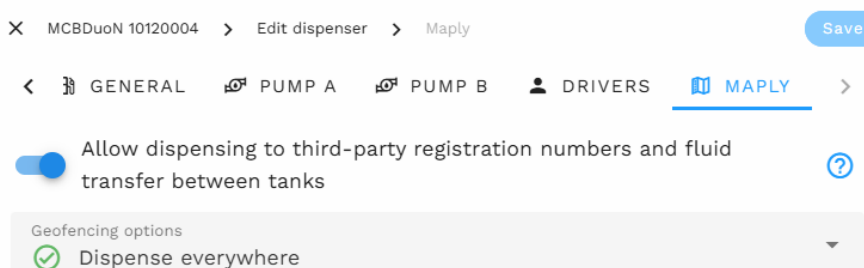 MCBDuoN 10120004 > Edit dispenser > Maply Save
GENERAL PUMP A PUMP B DRIVERS MAPLY
Allow dispensing to third-party registration numbers and fluid
transfer between tanks
Geofencing options
Dispense everywhere